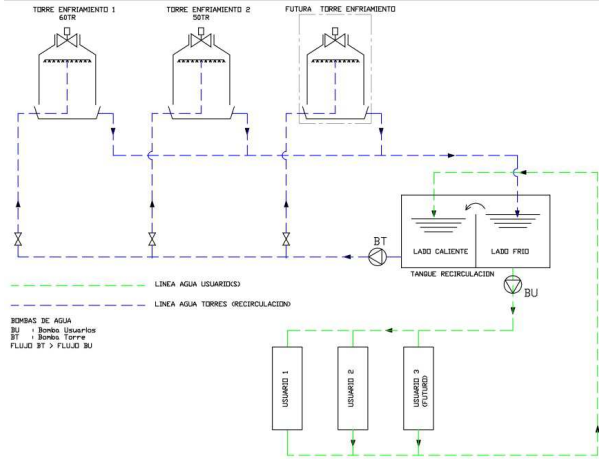 TORRE ENFRIAMIENTO 1
60TR
TORRE ENFRIAMIENTO 2
50TR
FUTURA TORRE ENFRIAMIENTO
BT
LADO CALIENTE
LADO FRIO
TANQUE RECIRCULACION
BU
LINEA AGUA USUARIO(S)
LINEA AGUA TORRES (RECIRCULACION)
BOMBAS DE AGUA
BU : Bomba Usuarios
BT : Bomba Torre
FLUJO BT > FLUJO BU
USUARIO 1
USUARIO 2
USUARIO 3
(FUTURO)